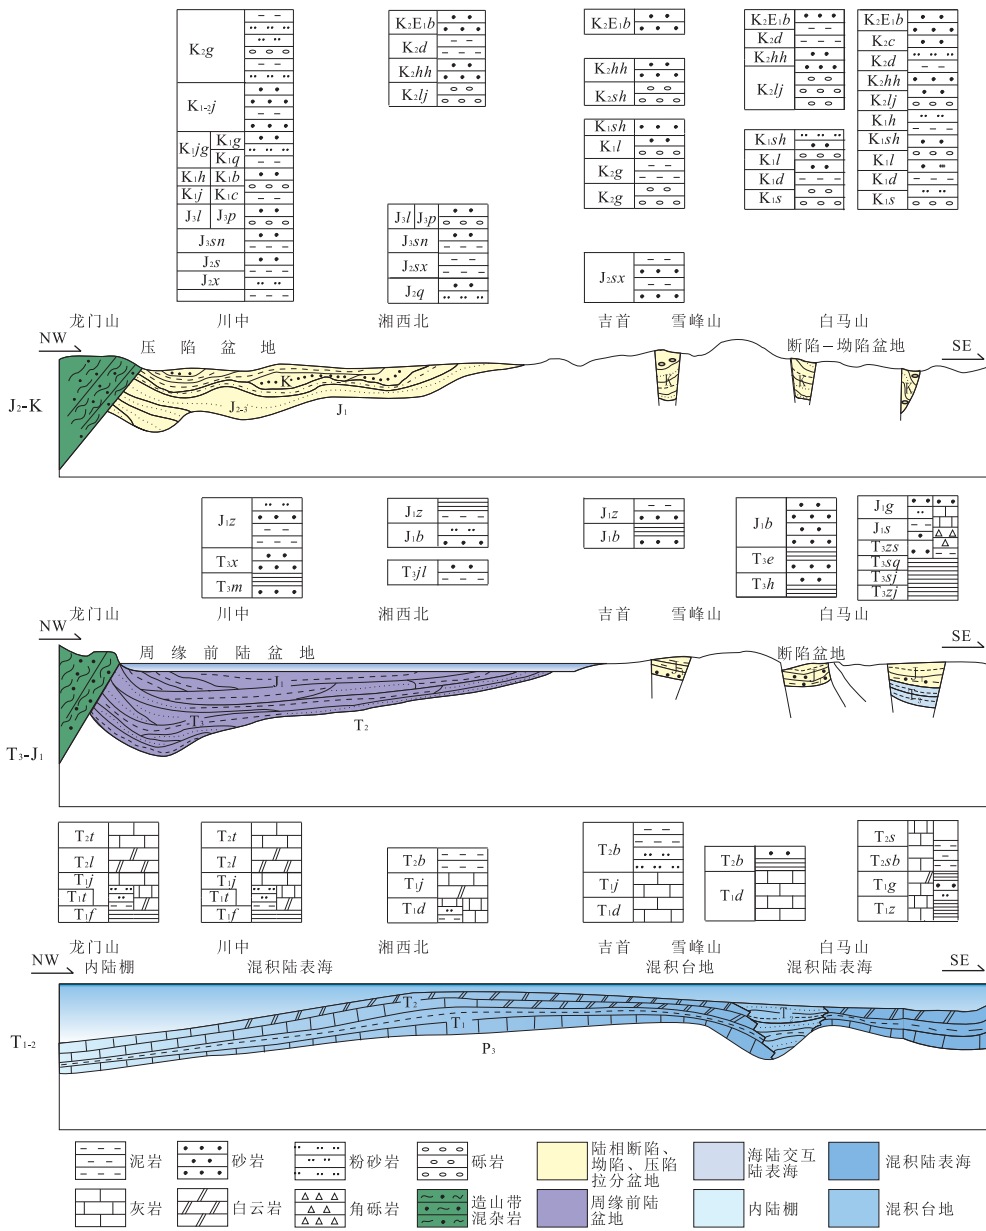 K₂g
K₁₋₂j
K₁jg K₁g
K₁q
K₁h K₁b
K₁j K₁c
J₃l J₃p
J₃sn
J₂s
J₂x
K₂E₁b
K₂d
K₂hh
K₂lj
J₃l J₃p
J₃sn
J₂sx
J₂q
K₂E₁b
K₂hh
K₂sh
K₁sh
K₁l
K₂g
K₂g
J₂sx
K₂E₁b
K₂d
K₂hh
K₂lj
K₁sh
K₁l
K₁d
K₁s
K₂E₁b
K₂c
K₂d
K₂hh
K₂lj
K₁h
K₁sh
K₁l
K₁d
K₁s
龙门山 川中 湘西北 吉首 雪峰山 白马山
NW 压陷盆地 断陷–坳陷盆地 SE
J₂-K
K K K K
J₂₋₃ J₁
J₁z
T₃x
T₃m
J₁z
J₁b
T₃jl
J₁z
J₁b
J₁b
T₃e
T₃h
J₁g
J₁s
T₃zs
T₃sq
T₃sj
T₃zj
龙门山 川中 湘西北 吉首 雪峰山 白马山
NW 周缘前陆盆地 断陷盆地 SE
T₃-J₁
J₁
T₃ T₂
T₂t
T₂l
T₁j
T₁t
T₁f
T₂t
T₂l
T₁j
T₁t
T₁f
T₂b
T₁j
T₁d
T₂b
T₁j
T₁d
T₂b
T₁d
T₂s
T₂sb
T₁g
T₁z
龙门山 川中 湘西北 吉首 雪峰山 白马山
NW 内陆棚 混积陆表海 混积台地 混积陆表海 SE
T₁₋₂
T₂
T₁
P₃
泥岩 砂岩 粉砂岩 砾岩
陆相断陷、
坳陷、压陷
拉分盆地
海陆交互
陆表海
混积陆表海
灰岩 白云岩 角砾岩
造山带
混杂岩
周缘前陆
盆地
内陆棚
混积台地